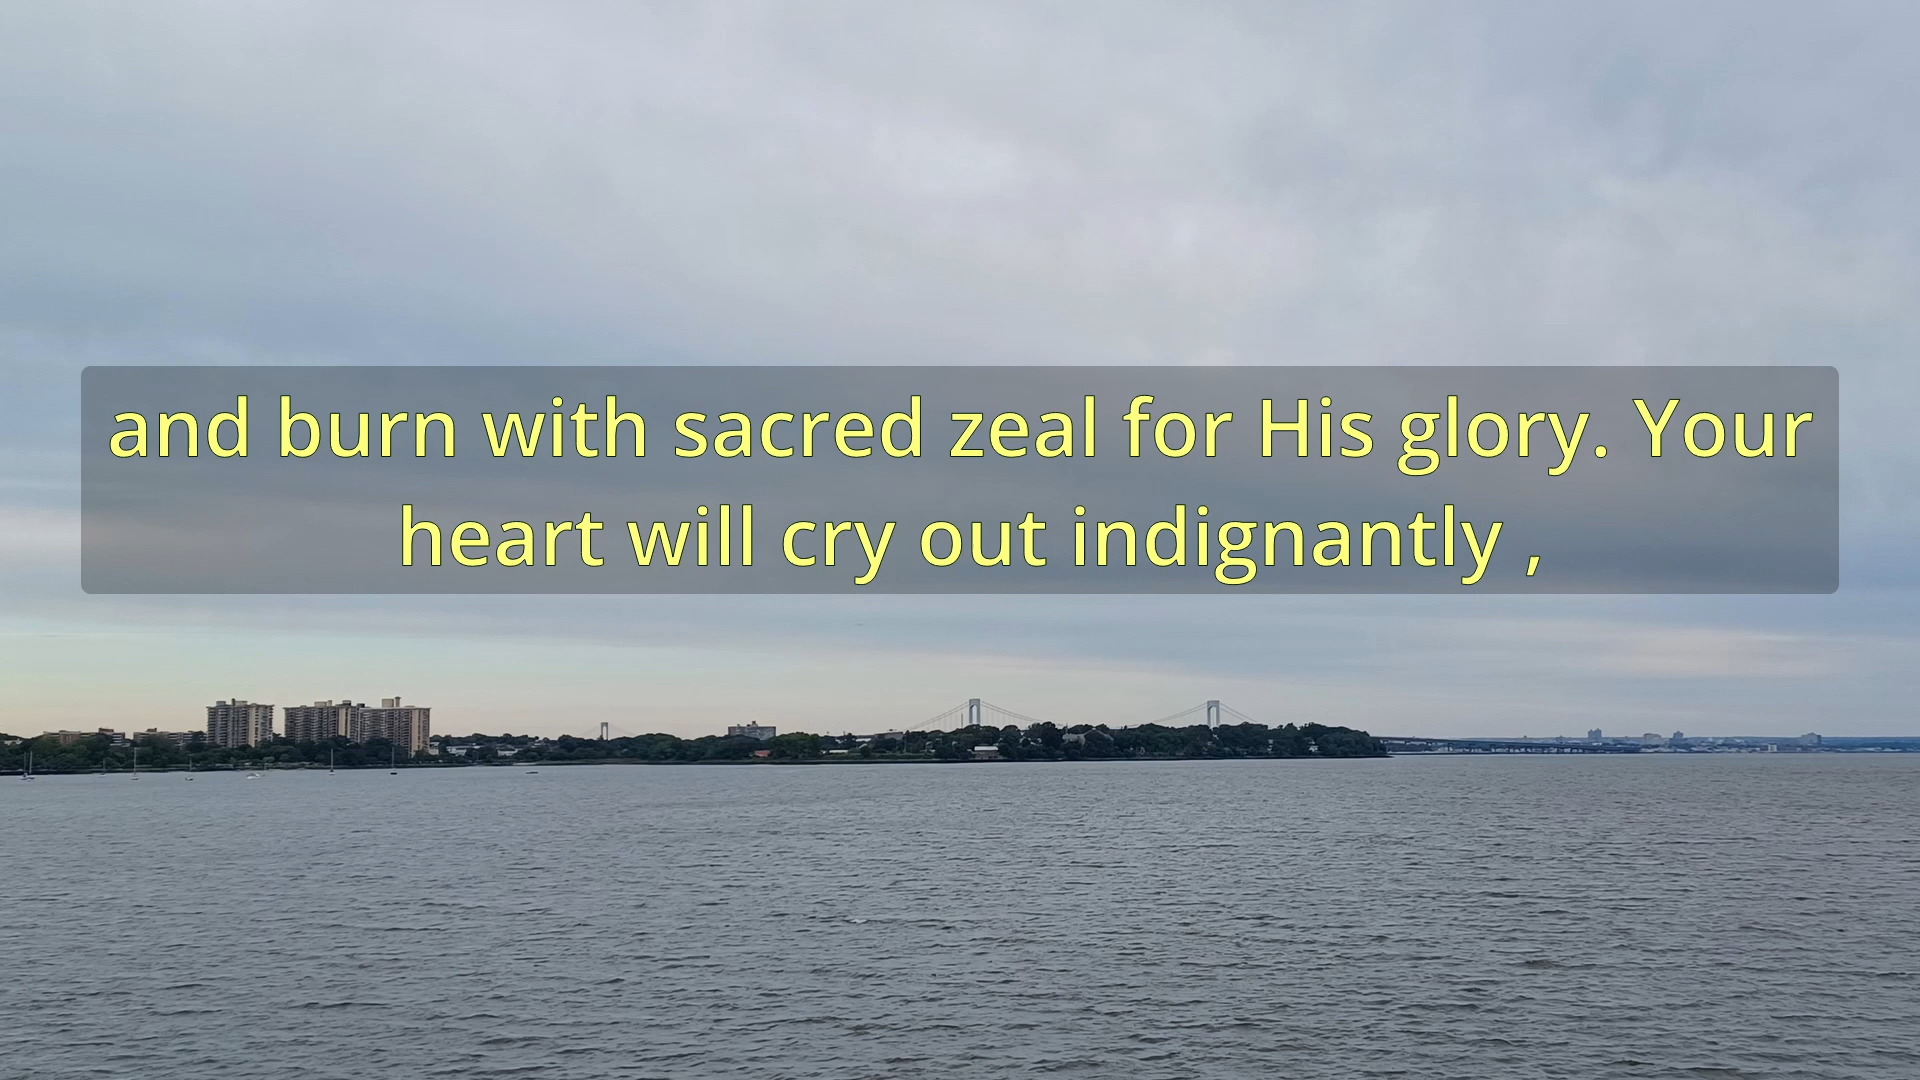 and burn with sacred zeal for His glory. Your
heart will cry out indignantly ,